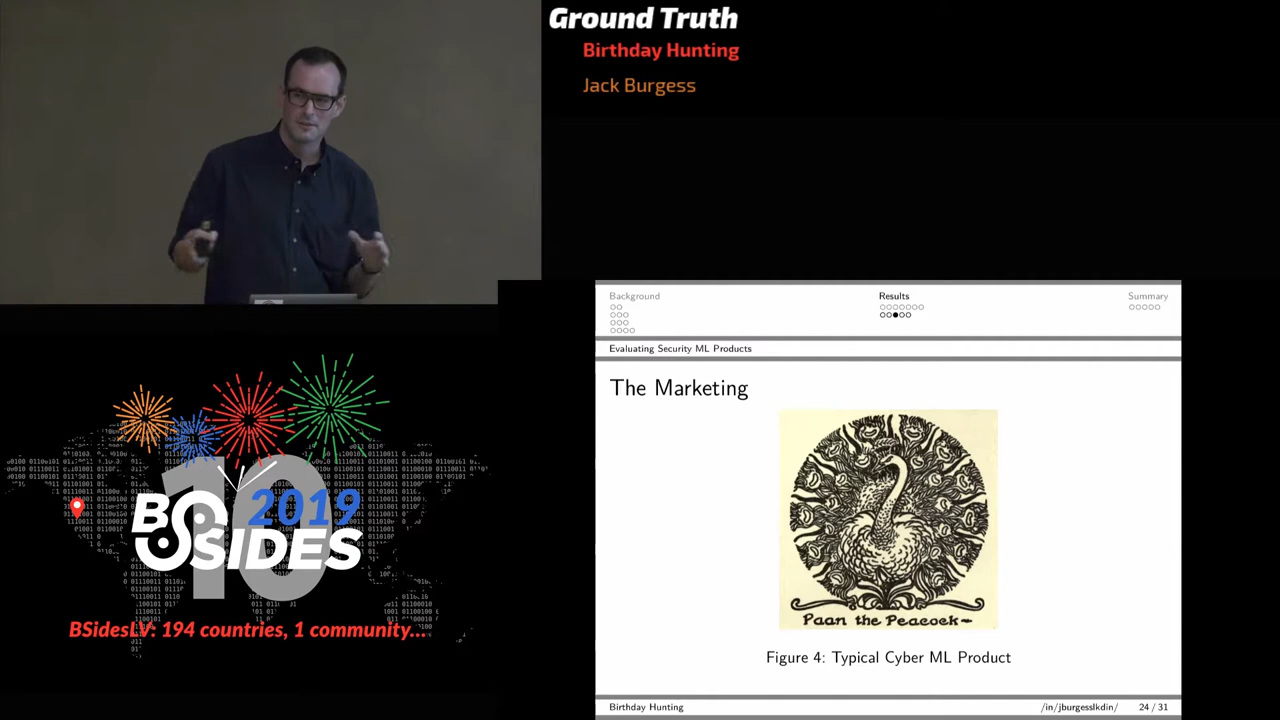 Ground Truth
Birthday Hunting
Jack Burgess
Background
Results
Summary
Evaluating Security ML Products
The Marketing
Paan the Peacock~
Figure 4: Typical Cyber ML Product
Birthday Hunting
/in/jburgesslkdin/
24 / 31
10
2019
BSIDES
BSidesLV: 194 countries, 1 community...